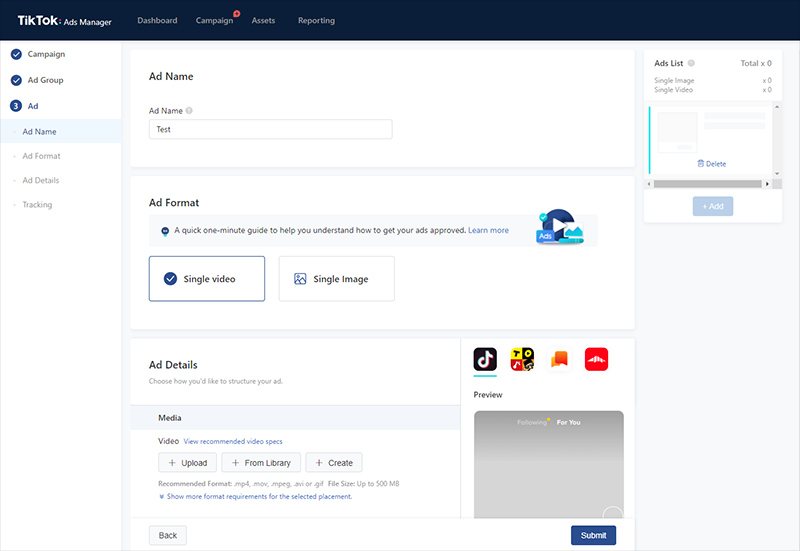 TikTok: Ads Manager
Dashboard
Campaign
Assets
Reporting
Campaign
Ad Group
3 Ad
Ad Name
Ad Format
Ad Details
Tracking
Ad Name
Ad Name
Test
Ad Format
A quick one-minute guide to help you understand how to get your ads approved. Learn more
Ads
Single video
Single Image
Ad Details
Choose how you'd like to structure your ad.
Media
Video View recommended video specs
+ Upload
+ From Library
+ Create
Recommended Format: .mp4, .mov, .mpeg, .avi or .gif File Size: Up to 500 MB
Show more format requirements for the selected placement.
Preview
Following For You
Back
Submit
Ads List Total x 0
Single Image x 0
Single Video x 0
Delete
+ Add